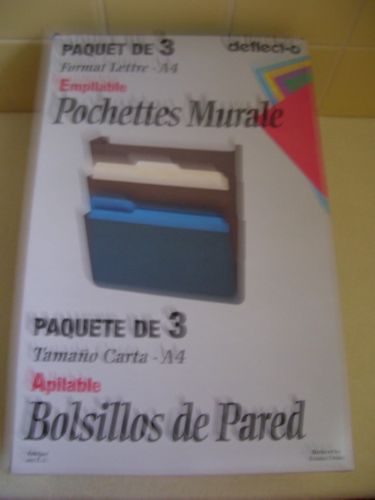 PAQUET DE 3
deflect-o
Format Lettre - A4
Empilable
Pochettes Murale
PAQUETE DE 3
Tamaño Carta - A4
Apilable
Bolsillos de Pared